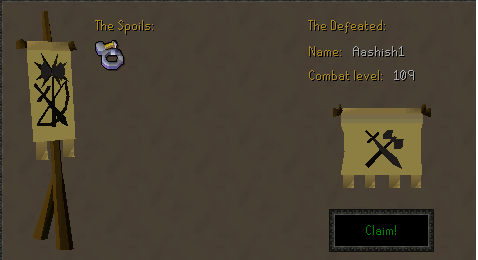 The Spoils:
The Defeated:
Name: Aashish1
Combat level: 109
Claim!